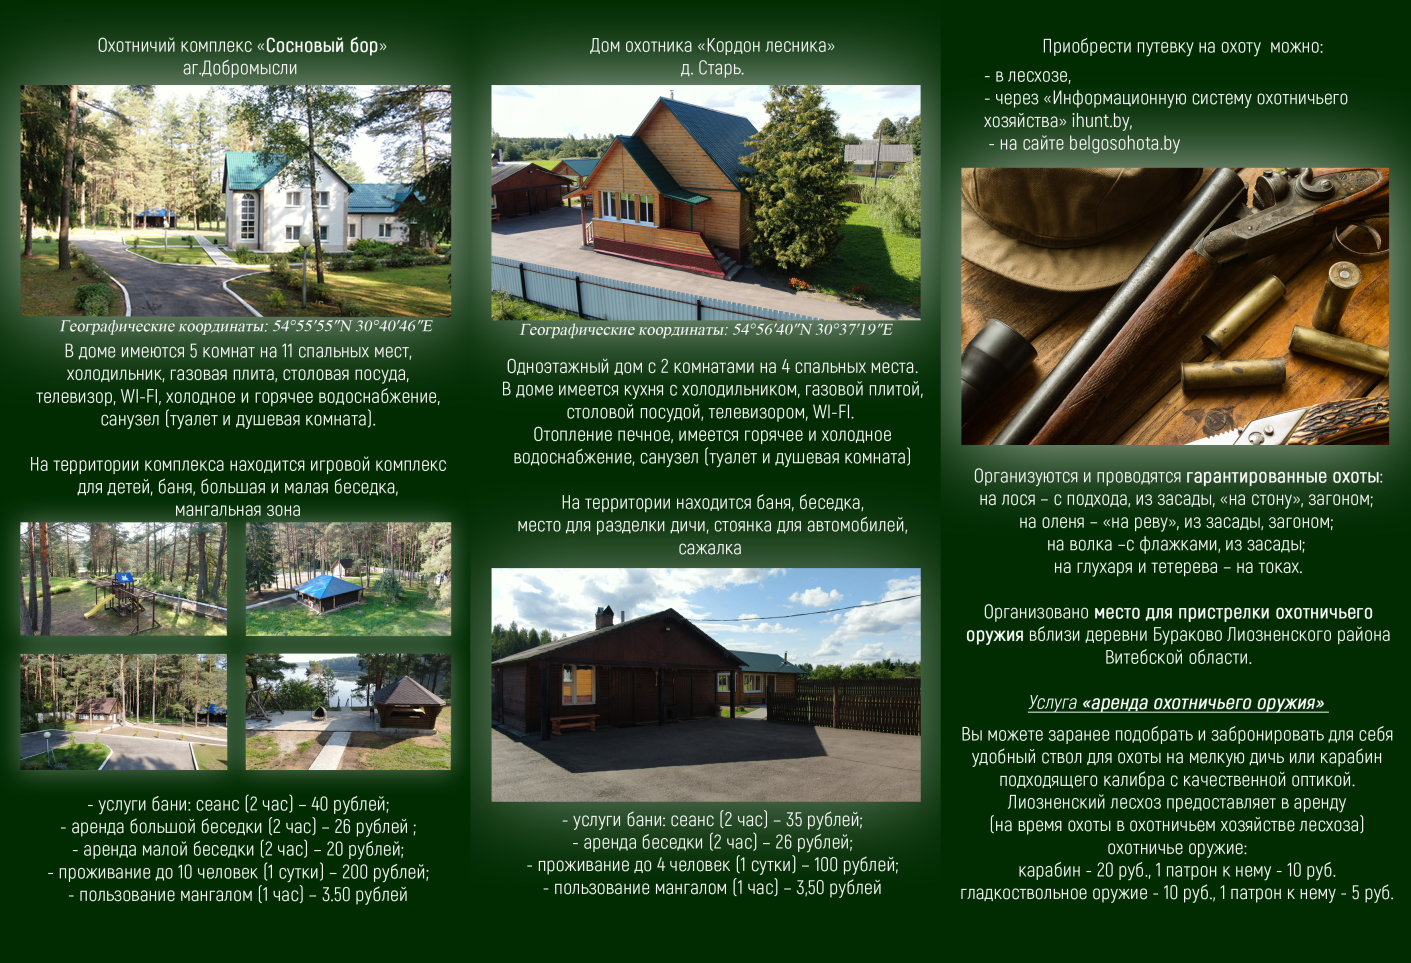 Охотничий комплекс «Сосновый бор»
аг.Добромысли
Географические координаты: 54°55′55″N 30°40′46″E
В доме имеются 5 комнат на 11 спальных мест,
холодильник, газовая плита, столовая посуда,
телевизор, WI-FI, холодное и горячее водоснабжение,
санузел (туалет и душевая комната).
На территории комплекса находится игровой комплекс
для детей, баня, большая и малая беседка,
мангальная зона
- услуги бани: сеанс (2 час) – 40 рублей;
- аренда большой беседки (2 час) – 26 рублей ;
- аренда малой беседки (2 час) – 20 рублей;
- проживание до 10 человек (1 сутки) – 200 рублей;
- пользование мангалом (1 час) – 3.50 рублей
Дом охотника «Кордон лесника»
д. Старь.
Географические координаты: 54°56′40″N 30°37′19″E
Одноэтажный дом с 2 комнатами на 4 спальных места.
В доме имеется кухня с холодильником, газовой плитой,
столовой посудой, телевизором, WI-FI.
Отопление печное, имеется горячее и холодное
водоснабжение, санузел (туалет и душевая комната)
На территории находится баня, беседка,
место для разделки дичи, стоянка для автомобилей,
сажалка
- услуги бани: сеанс (2 час) – 35 рублей;
- аренда беседки (2 час) – 26 рублей;
- проживание до 4 человек (1 сутки) – 100 рублей;
- пользование мангалом (1 час) – 3,50 рублей
Приобрести путевку на охоту  можно:
- в лесхозе,
- через «Информационную систему охотничьего
хозяйства» ihunt.by,
- на сайте belgosohota.by
Организуются и проводятся гарантированные охоты:
на лося – с подхода, из засады, «на стону», загоном;
на оленя – «на реву», из засады, загоном;
на волка –с флажками, из засады;
на глухаря и тетерева – на токах.
Организовано место для пристрелки охотничьего
оружия вблизи деревни Бураково Лиозненского района
Витебской области.
Услуга «аренда охотничьего оружия»
Вы можете заранее подобрать и забронировать для себя
удобный ствол для охоты на мелкую дичь или карабин
подходящего калибра с качественной оптикой.
Лиозненский лесхоз предоставляет в аренду
(на время охоты в охотничьем хозяйстве лесхоза)
охотничье оружие:
карабин - 20 руб., 1 патрон к нему - 10 руб.
гладкоствольное оружие - 10 руб., 1 патрон к нему - 5 руб.